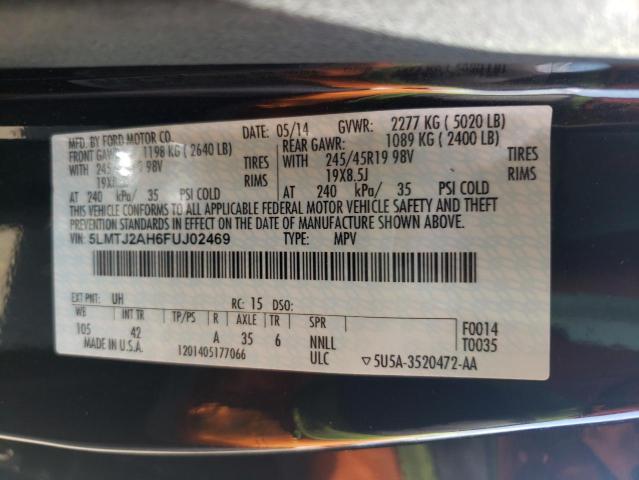 MFD. BY FORD MOTOR CO.
DATE: 05/14 GVWR: 2277 KG ( 5020 LB)
FRONT GAWR: 1198 KG ( 2640 LB) REAR GAWR: 1089 KG ( 2400 LB)
WITH 245 19 98V TIRES WITH 245/45R19 98V TIRES
19X8.5J RIMS 19X8.5J RIMS
AT 240 kPa/ 35 PSI COLD AT 240 kPa/ 35 PSI COLD
THIS VEHICLE CONFORMS TO ALL APPLICABLE FEDERAL MOTOR VEHICLE SAFETY AND THEFT
PREVENTION STANDARDS IN EFFECT ON THE DATE OF MANUFACTURE SHOWN ABOVE.
VIN: 5LMTJ2AH6FUJ02469 TYPE: MPV
EXT PNT: UH RC: 15 DSO:
WB INT TR TP/PS R AXLE TR SPR F0014
105 42 A 35 6 NNLL T0035
MADE IN U.S.A. 1201405177066 ULC ▽5U5A-3520472-AA